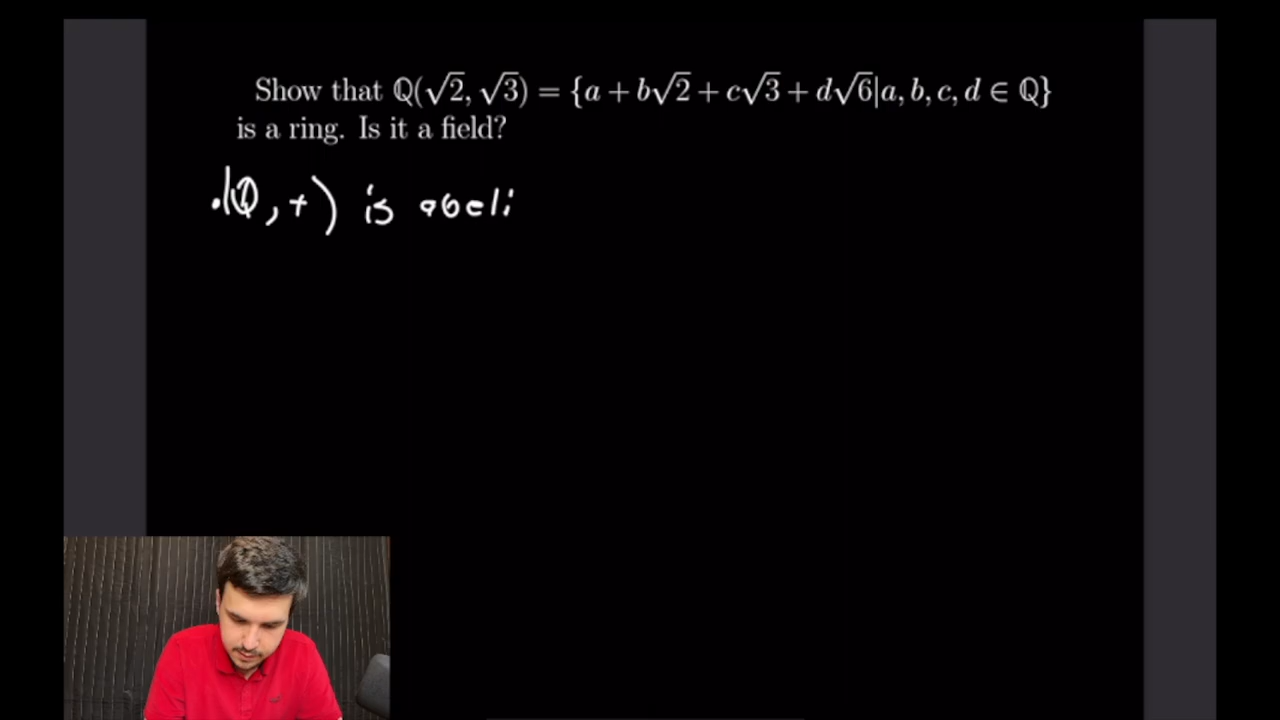 Show that ℚ(√2, √3) = {a + b√2 + c√3 + d√6|a, b, c, d ∈ ℚ}
is a ring. Is it a field?
·(ℚ, +) is abeli